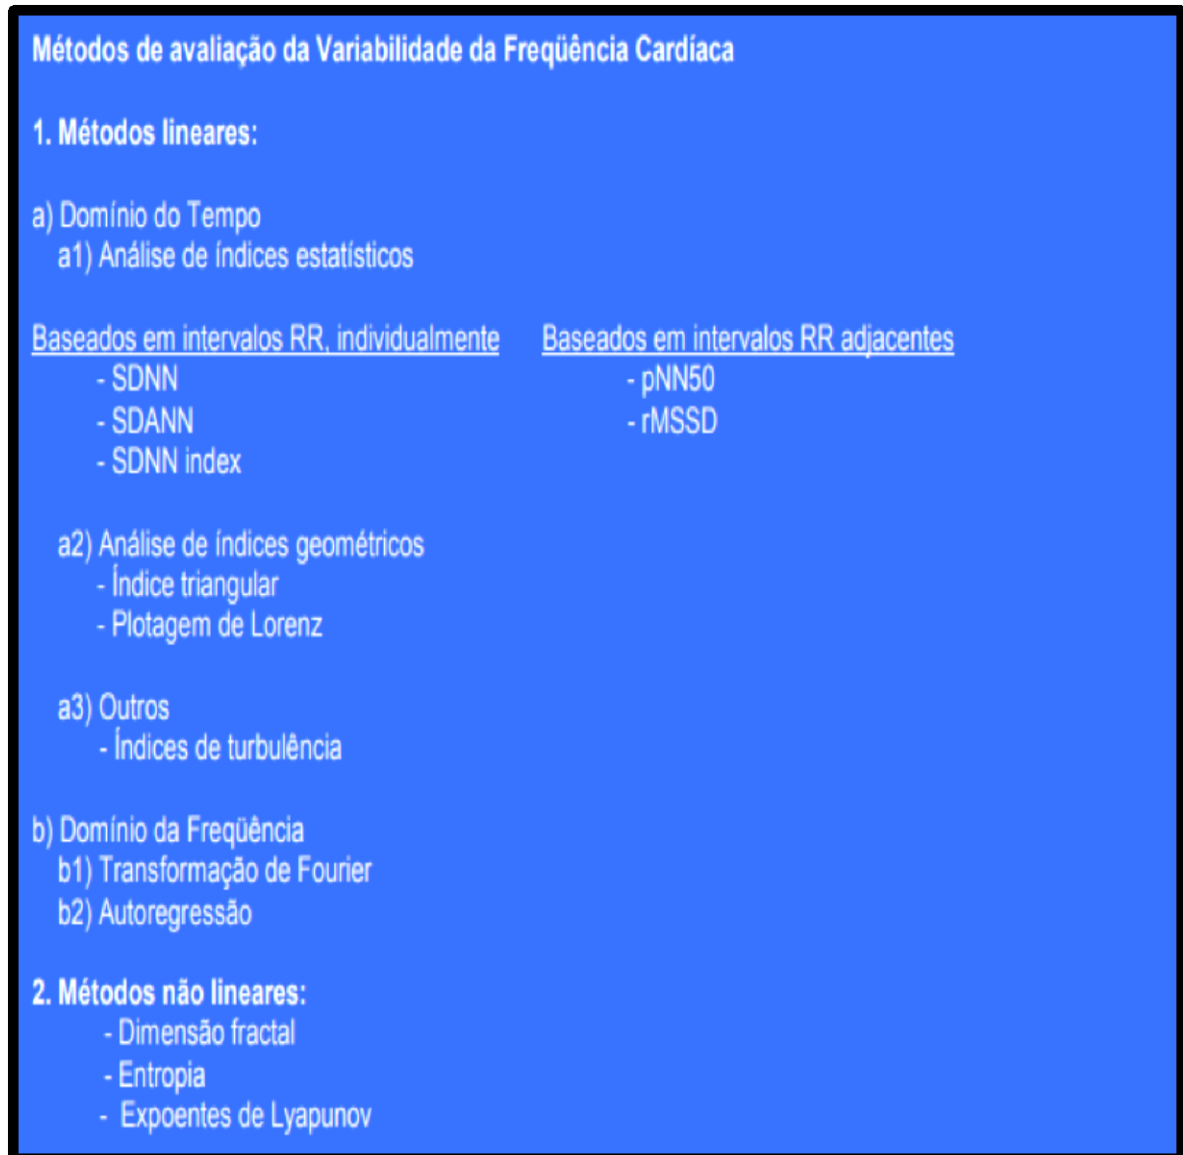 Métodos de avaliação da Variabilidade da Freqüência Cardíaca
1. Métodos lineares:
a) Domínio do Tempo
a1) Análise de índices estatísticos
Baseados em intervalos RR, individualmente Baseados em intervalos RR adjacentes
- SDNN - pNN50
- SDANN - rMSSD
- SDNN index
a2) Análise de índices geométricos
- Índice triangular
- Plotagem de Lorenz
a3) Outros
- Índices de turbulência
b) Domínio da Freqüência
b1) Transformação de Fourier
b2) Autoregressão
2. Métodos não lineares:
- Dimensão fractal
- Entropia
- Expoentes de Lyapunov